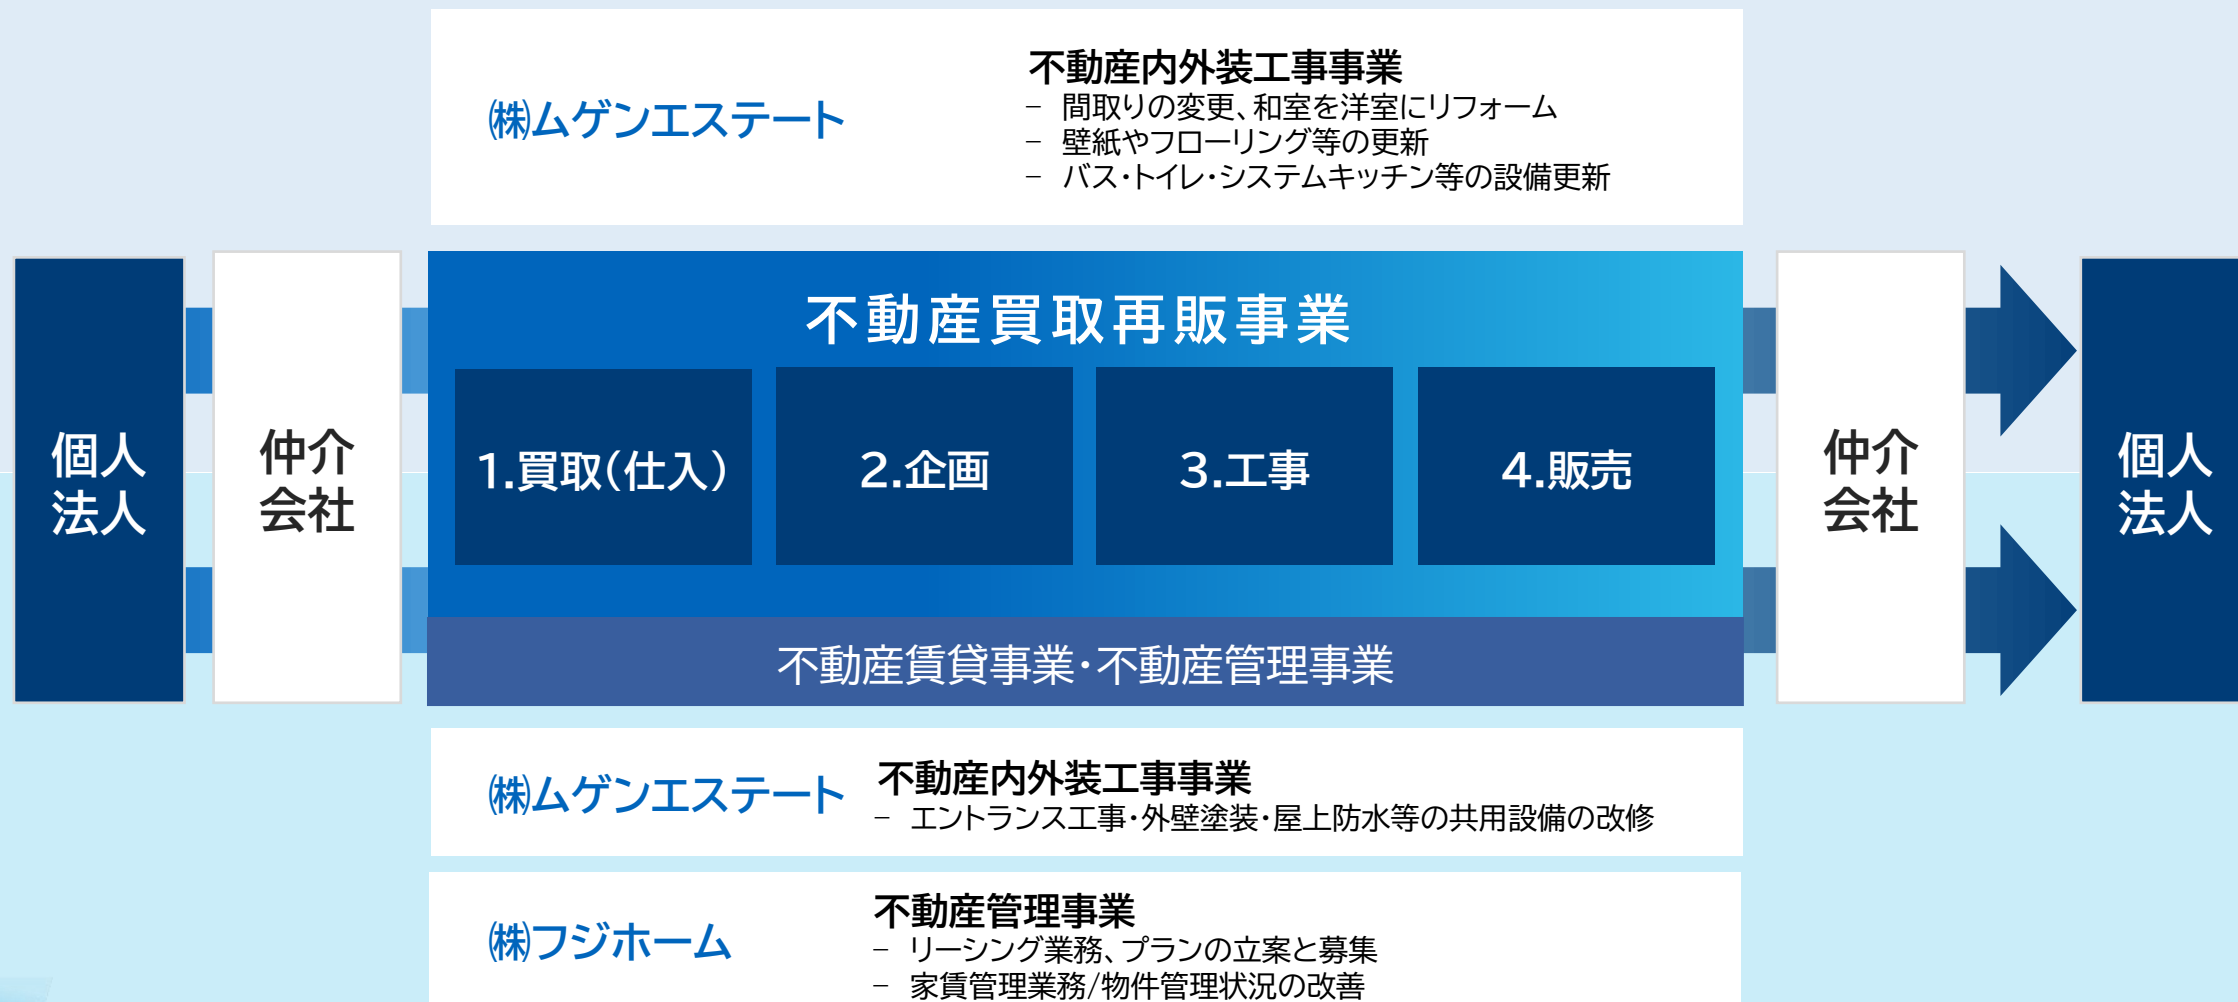 ㈱ムゲンエステート
不動産内外装工事事業
− 間取りの変更、和室を洋室にリフォーム
− 壁紙やフローリング等の更新
− バス・トイレ・システムキッチン等の設備更新
個人
法人
仲介
会社
不動産買取再販事業
1.買取(仕入)
2.企画
3.工事
4.販売
不動産賃貸事業・不動産管理事業
仲介
会社
個人
法人
㈱ムゲンエステート
不動産内外装工事事業
− エントランス工事・外壁塗装・屋上防水等の共用設備の改修
㈱フジホーム
不動産管理事業
− リーシング業務、プランの立案と募集
− 家賃管理業務/物件管理状況の改善